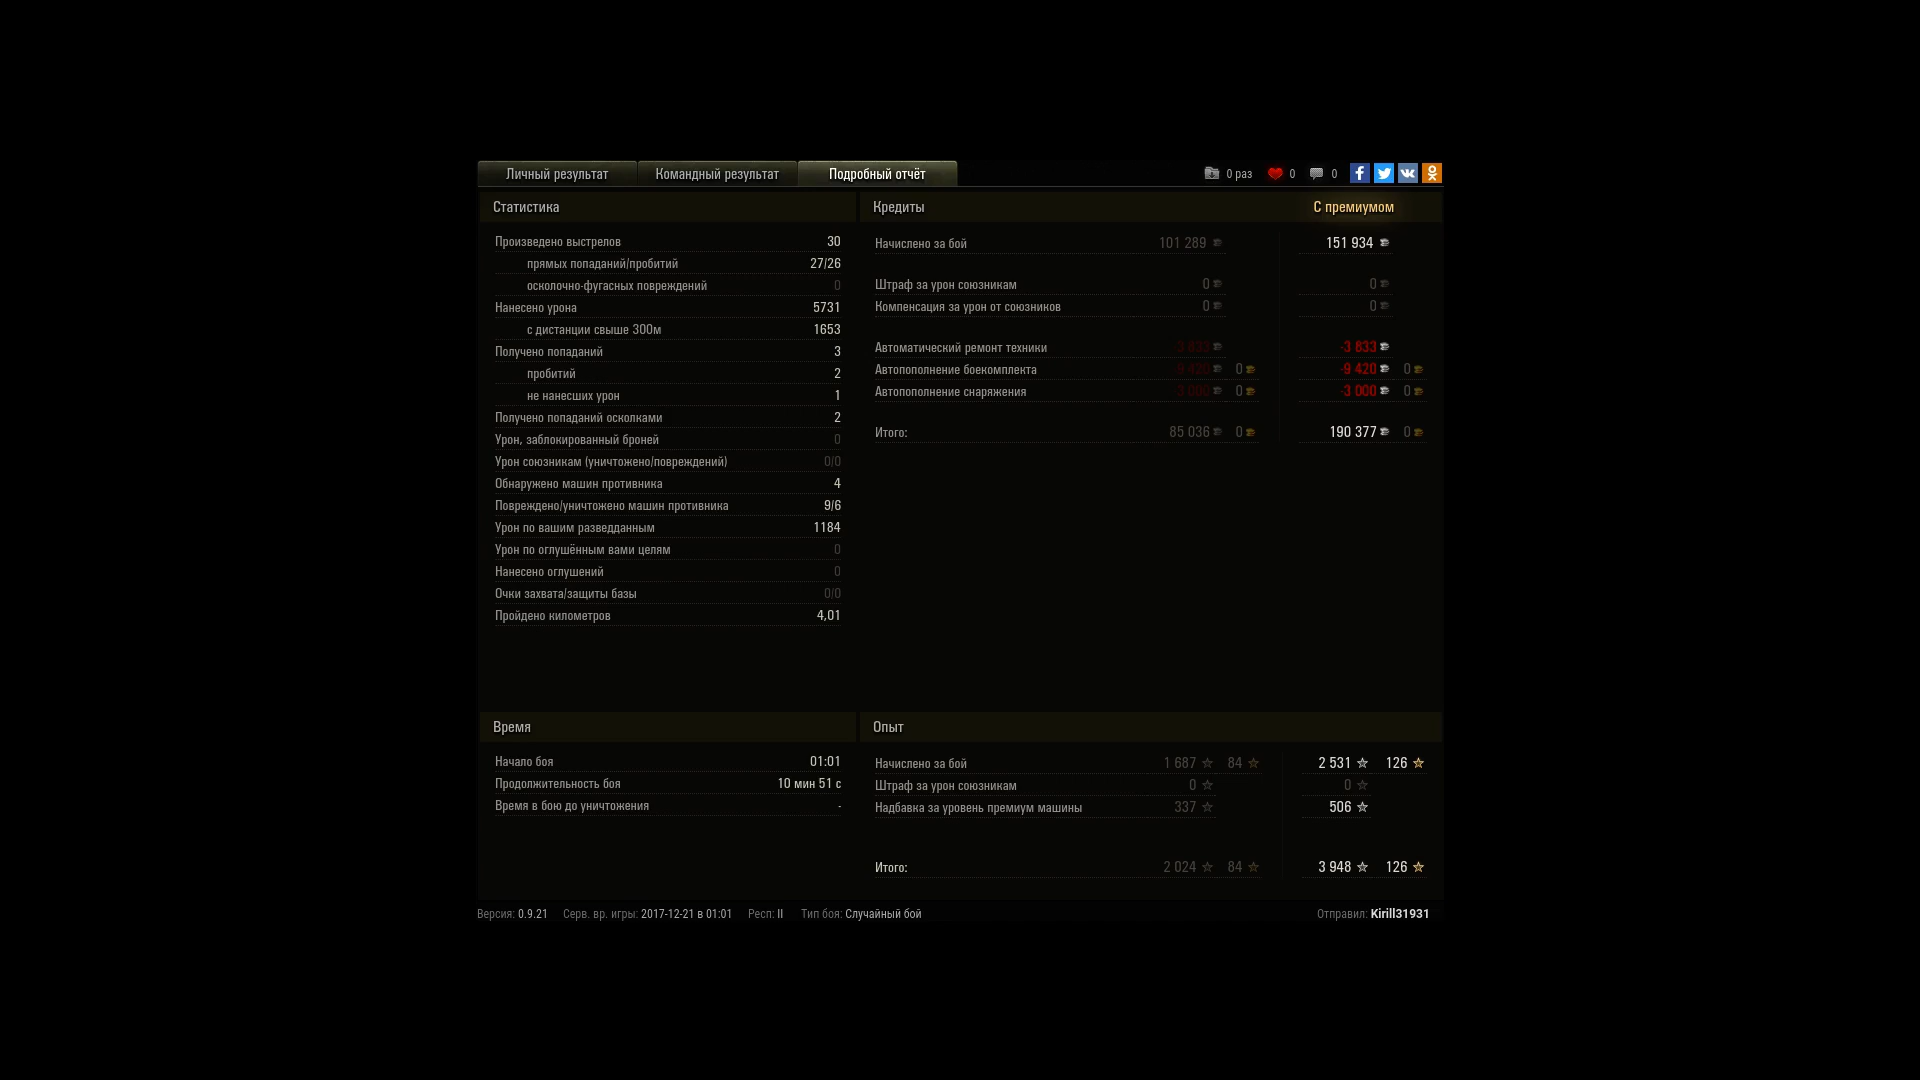 Личный результат Командный результат Подробный отчёт 0 раз 0 0
Статистика
Произведено выстрелов 30
прямых попаданий/пробитий 27/26
осколочно-фугасных повреждений 0
Нанесено урона 5731
с дистанции свыше 300м 1653
Получено попаданий 3
пробитий 2
не нанесших урон 1
Получено попаданий осколками 2
Урон, заблокированный броней 0
Урон союзникам (уничтожено/повреждений) 0/0
Обнаружено машин противника 4
Повреждено/уничтожено машин противника 9/6
Урон по вашим разведданным 1184
Урон по оглушённым вами целям 0
Нанесено оглушений 0
Очки захвата/защиты базы 0/0
Пройдено километров 4,01
Кредиты С премиумом
Начислено за бой 101 289 151 934
Штраф за урон союзникам 0 0
Компенсация за урон от союзников 0 0
Автоматический ремонт техники -3 833 -3 833
Автопополнение боекомплекта -9 420 0 -9 420 0
Автопополнение снаряжения -3 000 0 -3 000 0
Итого: 85 036 0 190 377 0
Время
Начало боя 01:01
Продолжительность боя 10 мин 51 с
Время в бою до уничтожения -
Опыт
Начислено за бой 1 687 84 2 531 126
Штраф за урон союзникам 0 0
Надбавка за уровень премиум машины 337 506
Итого: 2 024 84 3 948 126
Версия: 0.9.21 Серв. вр. игры: 2017-12-21 в 01:01 Респ: II Тип боя: Случайный бой Отправил: Kirill31931